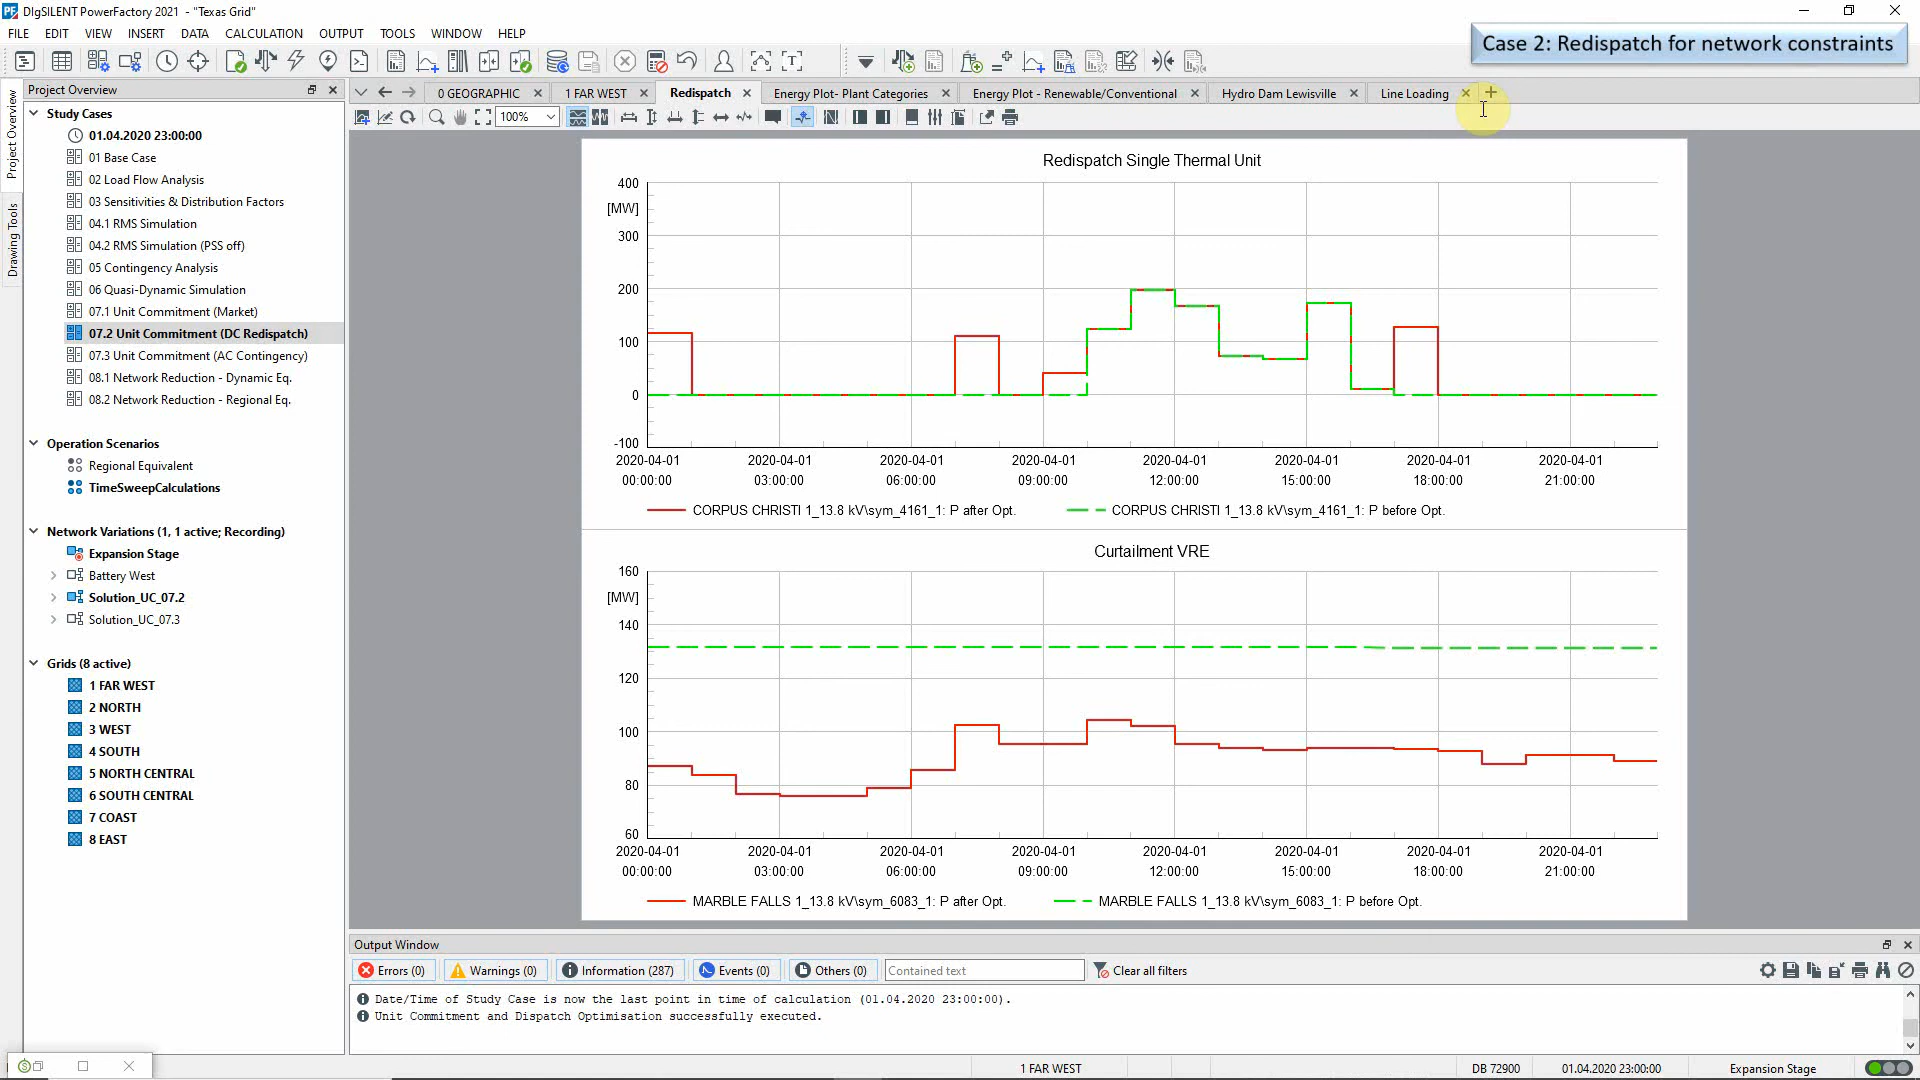 DIgSILENT PowerFactory 2021 - "Texas Grid"
FILE EDIT VIEW INSERT DATA CALCULATION OUTPUT TOOLS WINDOW HELP
Case 2: Redispatch for network constraints
Project Overview
0 GEOGRAPHIC
1 FAR WEST
Redispatch
Energy Plot- Plant Categories
Energy Plot - Renewable/Conventional
Hydro Dam Lewisville
Line Loading
100%
Project Overview
Drawing Tools
Study Cases
01.04.2020 23:00:00
01 Base Case
02 Load Flow Analysis
03 Sensitivities & Distribution Factors
04.1 RMS Simulation
04.2 RMS Simulation (PSS off)
05 Contingency Analysis
06 Quasi-Dynamic Simulation
07.1 Unit Commitment (Market)
07.2 Unit Commitment (DC Redispatch)
07.3 Unit Commitment (AC Contingency)
08.1 Network Reduction - Dynamic Eq.
08.2 Network Reduction - Regional Eq.
Operation Scenarios
Regional Equivalent
TimeSweepCalculations
Network Variations (1, 1 active; Recording)
Expansion Stage
Battery West
Solution_UC_07.2
Solution_UC_07.3
Grids (8 active)
1 FAR WEST
2 NORTH
3 WEST
4 SOUTH
5 NORTH CENTRAL
6 SOUTH CENTRAL
7 COAST
8 EAST
Redispatch Single Thermal Unit
400
[MW]
300
200
100
0
-100
2020-04-01 2020-04-01 2020-04-01 2020-04-01 2020-04-01 2020-04-01 2020-04-01 2020-04-01
00:00:00 03:00:00 06:00:00 09:00:00 12:00:00 15:00:00 18:00:00 21:00:00
CORPUS CHRISTI 1_13.8 kV\sym_4161_1: P after Opt. CORPUS CHRISTI 1_13.8 kV\sym_4161_1: P before Opt.
Curtailment VRE
160
[MW]
140
120
100
80
60
2020-04-01 2020-04-01 2020-04-01 2020-04-01 2020-04-01 2020-04-01 2020-04-01 2020-04-01
00:00:00 03:00:00 06:00:00 09:00:00 12:00:00 15:00:00 18:00:00 21:00:00
MARBLE FALLS 1_13.8 kV\sym_6083_1: P after Opt. MARBLE FALLS 1_13.8 kV\sym_6083_1: P before Opt.
Output Window
Errors (0) Warnings (0) Information (287) Events (0) Others (0) Contained text Clear all filters
Date/Time of Study Case is now the last point in time of calculation (01.04.2020 23:00:00).
Unit Commitment and Dispatch Optimisation successfully executed.
1 FAR WEST DB 72900 01.04.2020 23:00:00 Expansion Stage